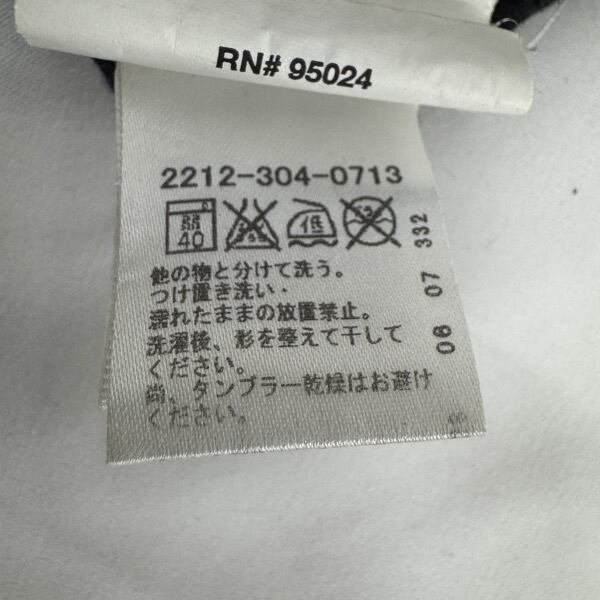 RN# 95024
2212-304-0713
弱
40
低
他の物と分けて洗う。
つけ置き洗い・
濡れたままの放置禁止。
洗濯後、形を整えて干して
ください。
尚、タンブラー乾燥はお避け
ください。
06 07 332